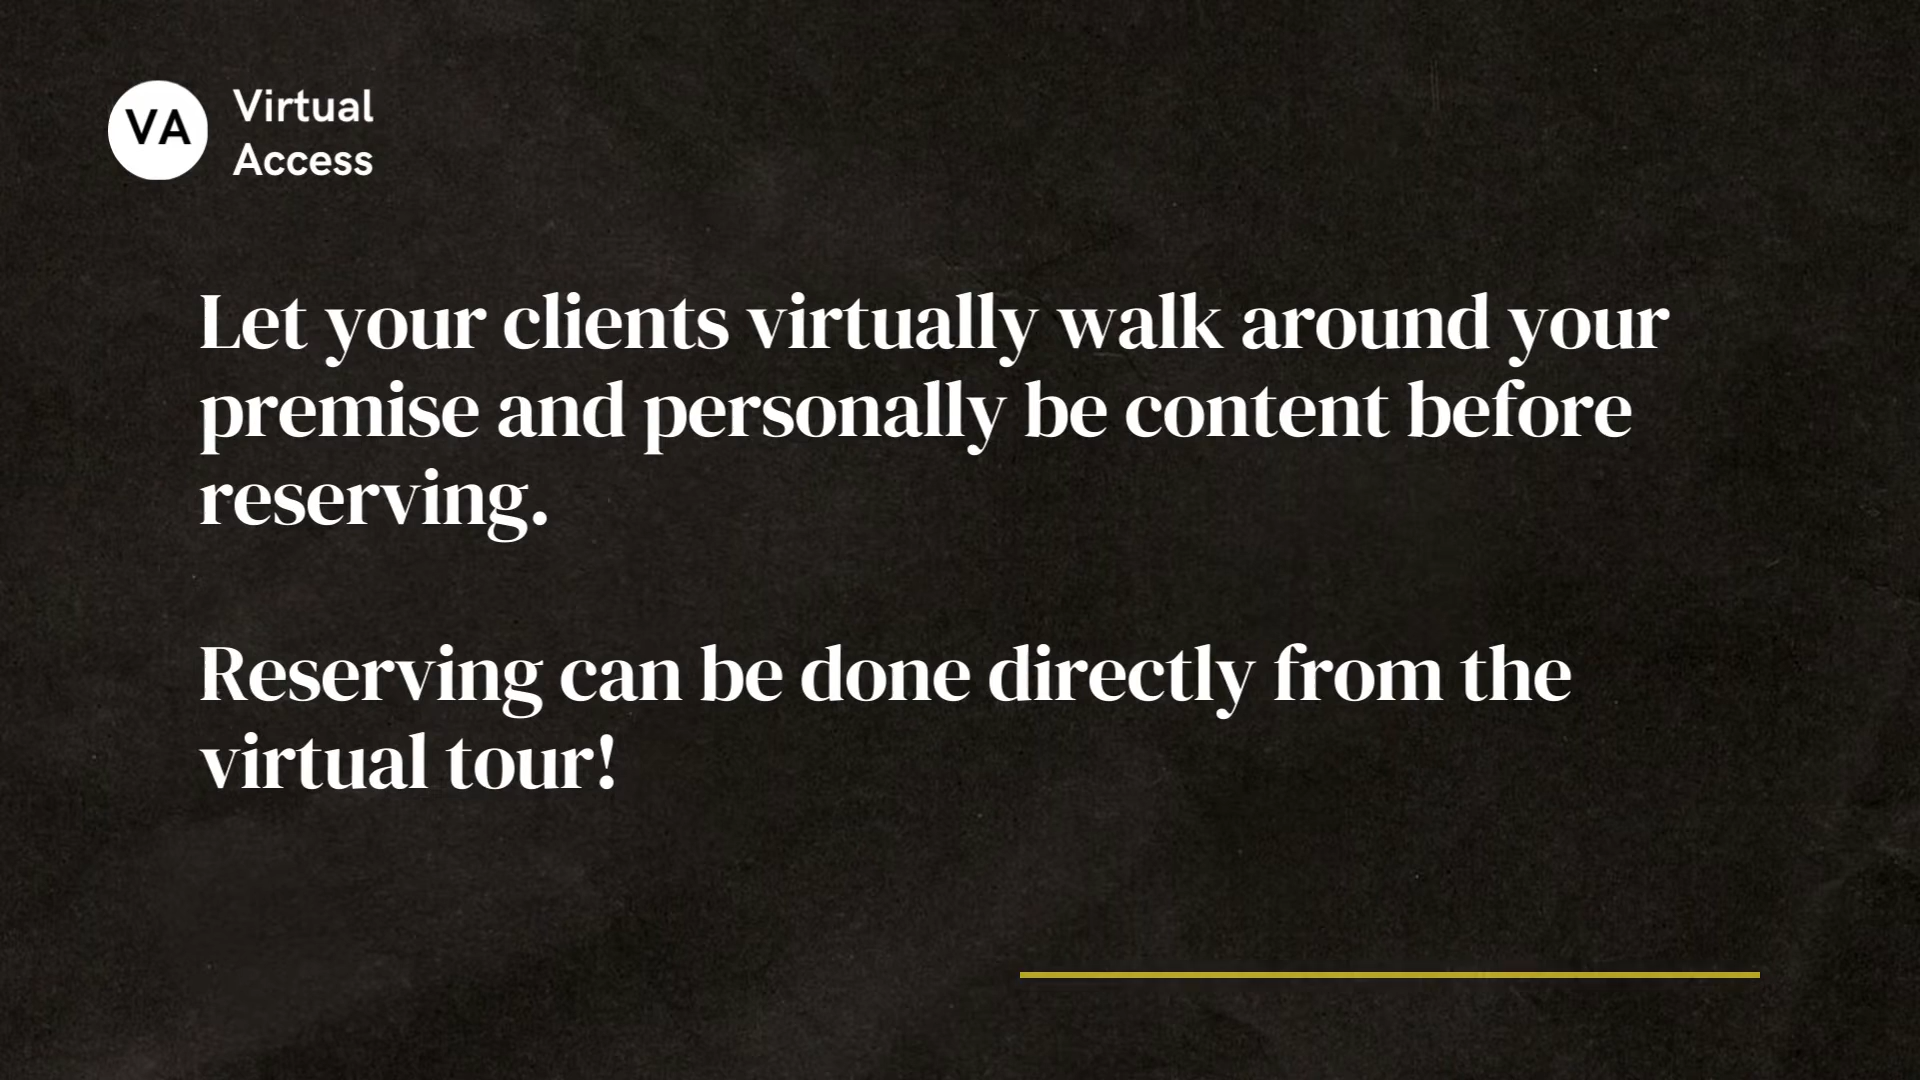 VA
Virtual
Access
Let your clients virtually walk around your
premise and personally be content before
reserving.
Reserving can be done directly from the
virtual tour!